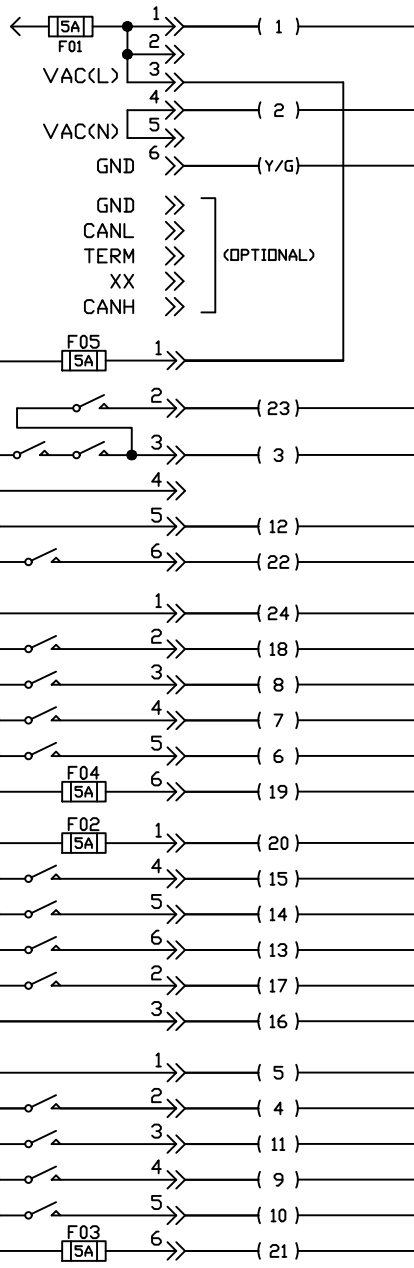 5A 1 ( 1 )
F01 2
VAC(L) 3
4 ( 2 )
VAC(N) 5
GND 6 (Y/G)
GND
CANL
TERM (OPTIONAL)
XX
CANH
F05
5A 1
2 (23)
3 ( 3 )
4
5 (12)
6 (22)
1 (24)
2 (18)
3 ( 8 )
4 ( 7 )
5 ( 6 )
F04
5A 6 (19)
F02
5A 1 (20)
4 (15)
5 (14)
6 (13)
2 (17)
3 (16)
1 ( 5 )
2 ( 4 )
3 (11)
4 ( 9 )
5 (10)
F03
5A 6 (21)